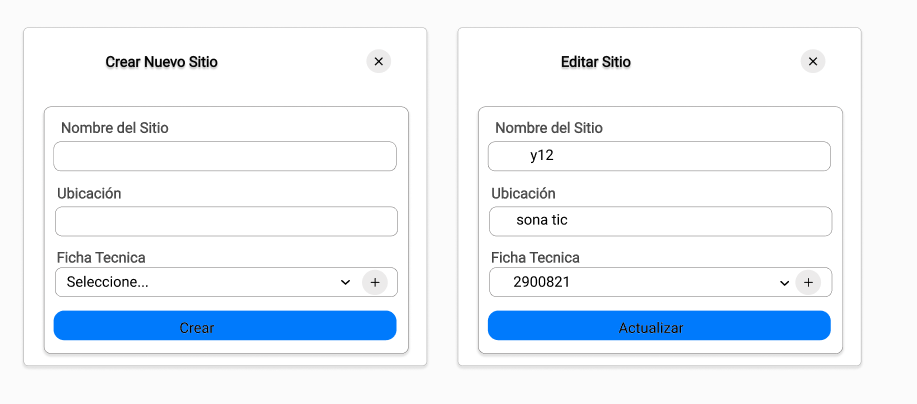 Crear Nuevo Sitio
Nombre del Sitio
Ubicación
Ficha Tecnica
Seleccione...
Crear
Editar Sitio
Nombre del Sitio
y12
Ubicación
sona tic
Ficha Tecnica
2900821
Actualizar